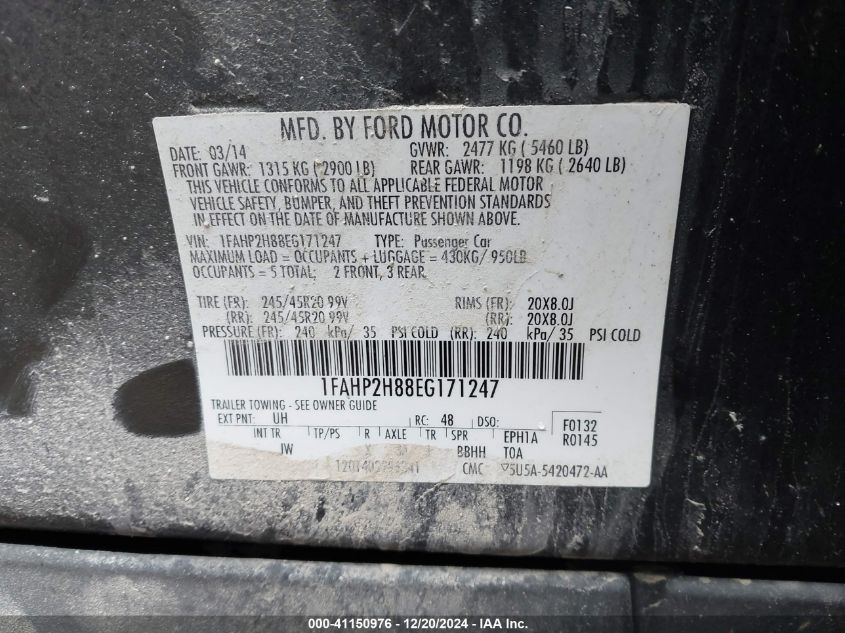 MFD. BY FORD MOTOR CO.
DATE: 03/14 GVWR: 2477 KG ( 5460 LB)
FRONT GAWR: 1315 KG ( 2900 LB) REAR GAWR: 1198 KG ( 2640 LB)
THIS VEHICLE CONFORMS TO ALL APPLICABLE FEDERAL MOTOR
VEHICLE SAFETY, BUMPER, AND THEFT PREVENTION STANDARDS
IN EFFECT ON THE DATE OF MANUFACTURE SHOWN ABOVE.
VIN: 1FAHP2H88EG171247 TYPE: Passenger Car
MAXIMUM LOAD = OCCUPANTS + LUGGAGE = 430KG/ 950LB
OCCUPANTS = 5 TOTAL; 2 FRONT, 3 REAR
TIRE (FR): 245/45R20 99V RIMS (FR): 20X8.0J
(RR): 245/45R20 99V (RR): 20X8.0J
PRESSURE (FR): 240 kPa/ 35 PSI COLD (RR): 240 kPa/ 35 PSI COLD
1FAHP2H88EG171247
TRAILER TOWING - SEE OWNER GUIDE
EXT PNT: UH RC: 48 DSO: F0132
INT TR TP/PS R AXLE TR SPR EPH1A R0145
JW BBHH TOA
CMC 5U5A-5420472-AA
000-41150976 - 12/20/2024 - IAA Inc.